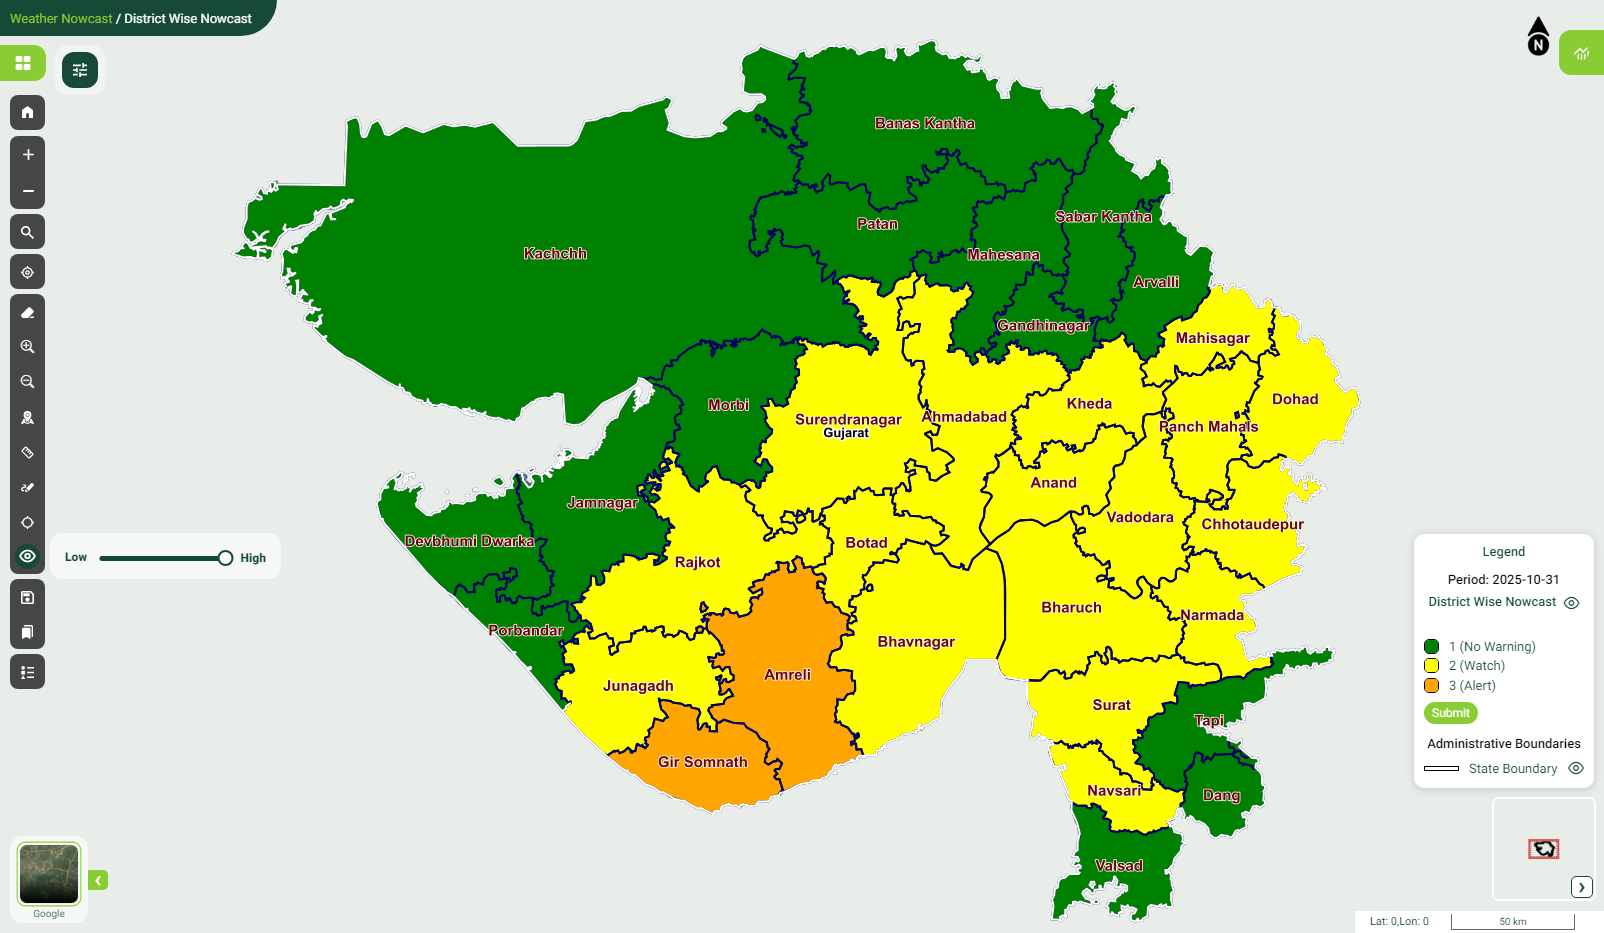 Weather Nowcast / District Wise Nowcast
N
Banas Kantha
Patan
Sabar Kantha
Kachchh
Mahesana
Arvalli
Gandhinagar
Mahisagar
Morbi
Surendranagar
Gujarat
Ahmadabad
Kheda
Dohad
Panch Mahals
Anand
Jamnagar
Vadodara
Chhotaudepur
Devbhumi Dwarka
Botad
Rajkot
Low
High
Bharuch
Narmada
Porbandar
Bhavnagar
Amreli
Junagadh
Surat
Tapi
Gir Somnath
Navsari
Dang
Valsad
Legend
Period: 2025-10-31
District Wise Nowcast
1 (No Warning)
2 (Watch)
3 (Alert)
Submit
Administrative Boundaries
State Boundary
Google
Lat: 0,Lon: 0
50 km